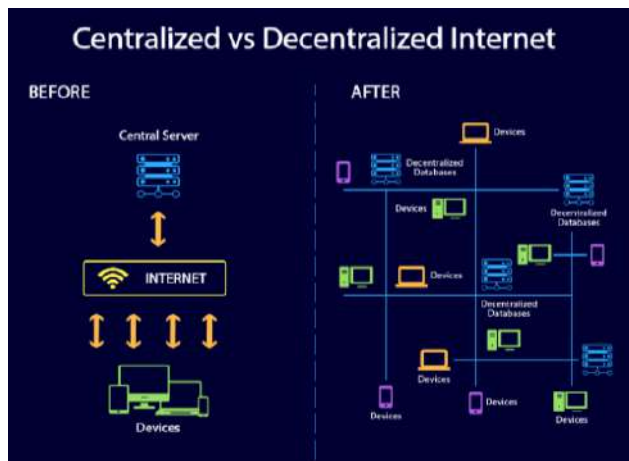 Centralized vs Decentralized Internet
BEFORE
Central Server
INTERNET
Devices
AFTER
Devices
Decentralized
Databases
Devices
Decentralized
Databases
Devices
Decentralized
Databases
Devices
Devices
Devices
Devices